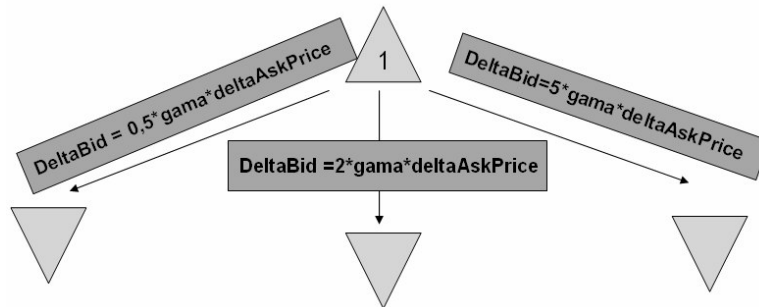 1
DeltaBid = 0,5*gama*deltaAskPrice
DeltaBid=5*gama*deltaAskPrice
DeltaBid =2*gama*deltaAskPrice